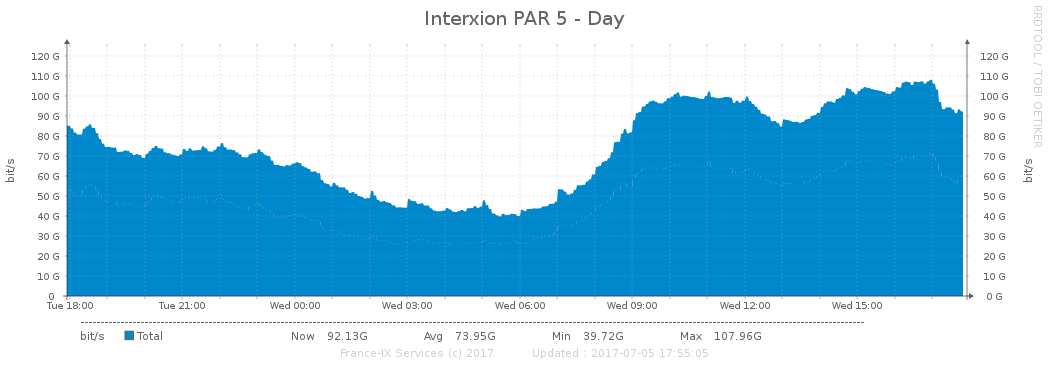 Interxion PAR 5 - Day
RRDTOOL / TOBI OETIKER
bit/s
120 G
110 G
100 G
90 G
80 G
70 G
60 G
50 G
40 G
30 G
20 G
10 G
0
120 G
110 G
100 G
90 G
80 G
70 G
60 G
50 G
40 G
30 G
20 G
10 G
0 G
bit/s
Tue 18:00 Tue 21:00 Wed 00:00 Wed 03:00 Wed 06:00 Wed 09:00 Wed 12:00 Wed 15:00
bit/s Total Now 92.13G Avg 73.95G Min 39.72G Max 107.96G
France-IX Services (c) 2017 Updated : 2017-07-05 17:55:05